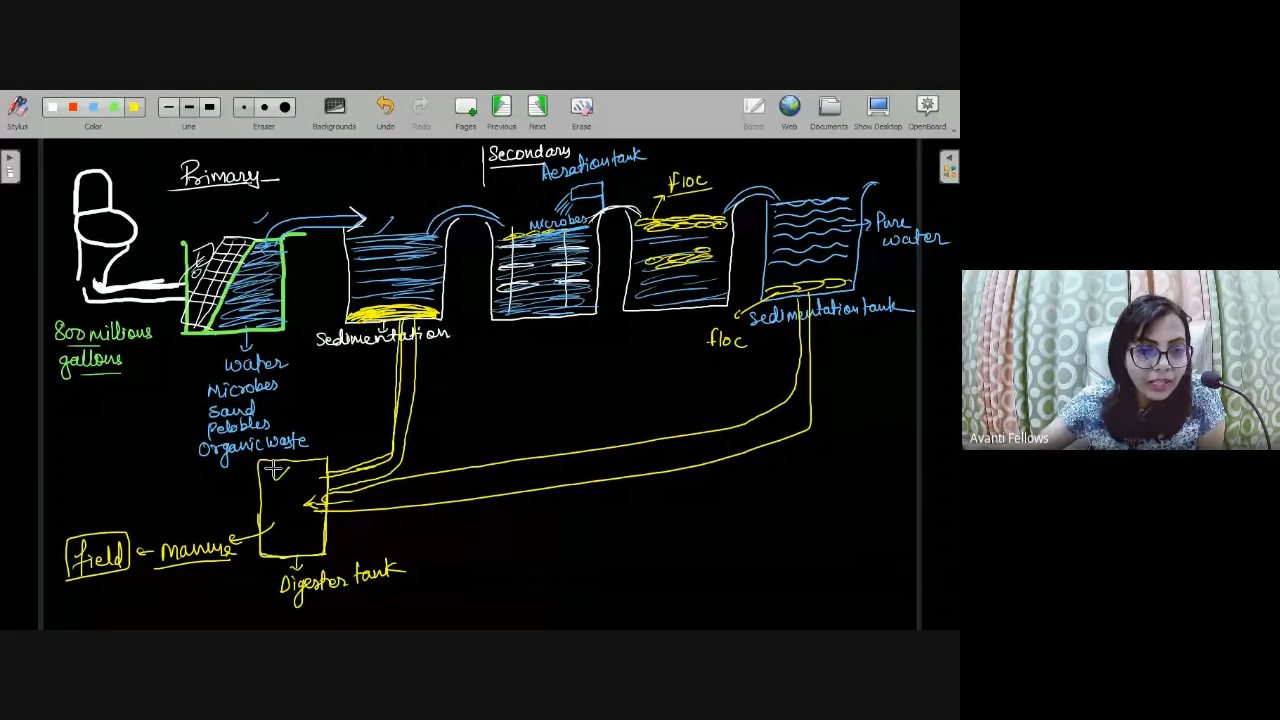 Stylus
Color
Line
Eraser
Backgrounds
Undo
Redo
Pages
Previous
Next
Erase
Board
Web
Documents
Show Desktop
OpenBoard
Primary
Secondary
Aeration tank
floc
Microbes
Pure
water
Sedimentation
Sedimentation tank
floc
800 millions
gallons
Water
Microbes
Sand
Pebbles
Organic waste
field ← Manure
Digester tank
Avanti Fellows